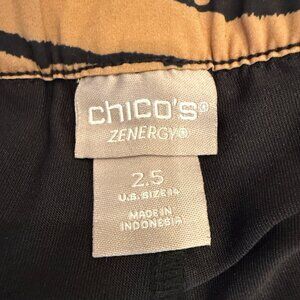 chico's®
ZENERGY®
2.5
U.S. SIZE 14
MADE IN
INDONESIA